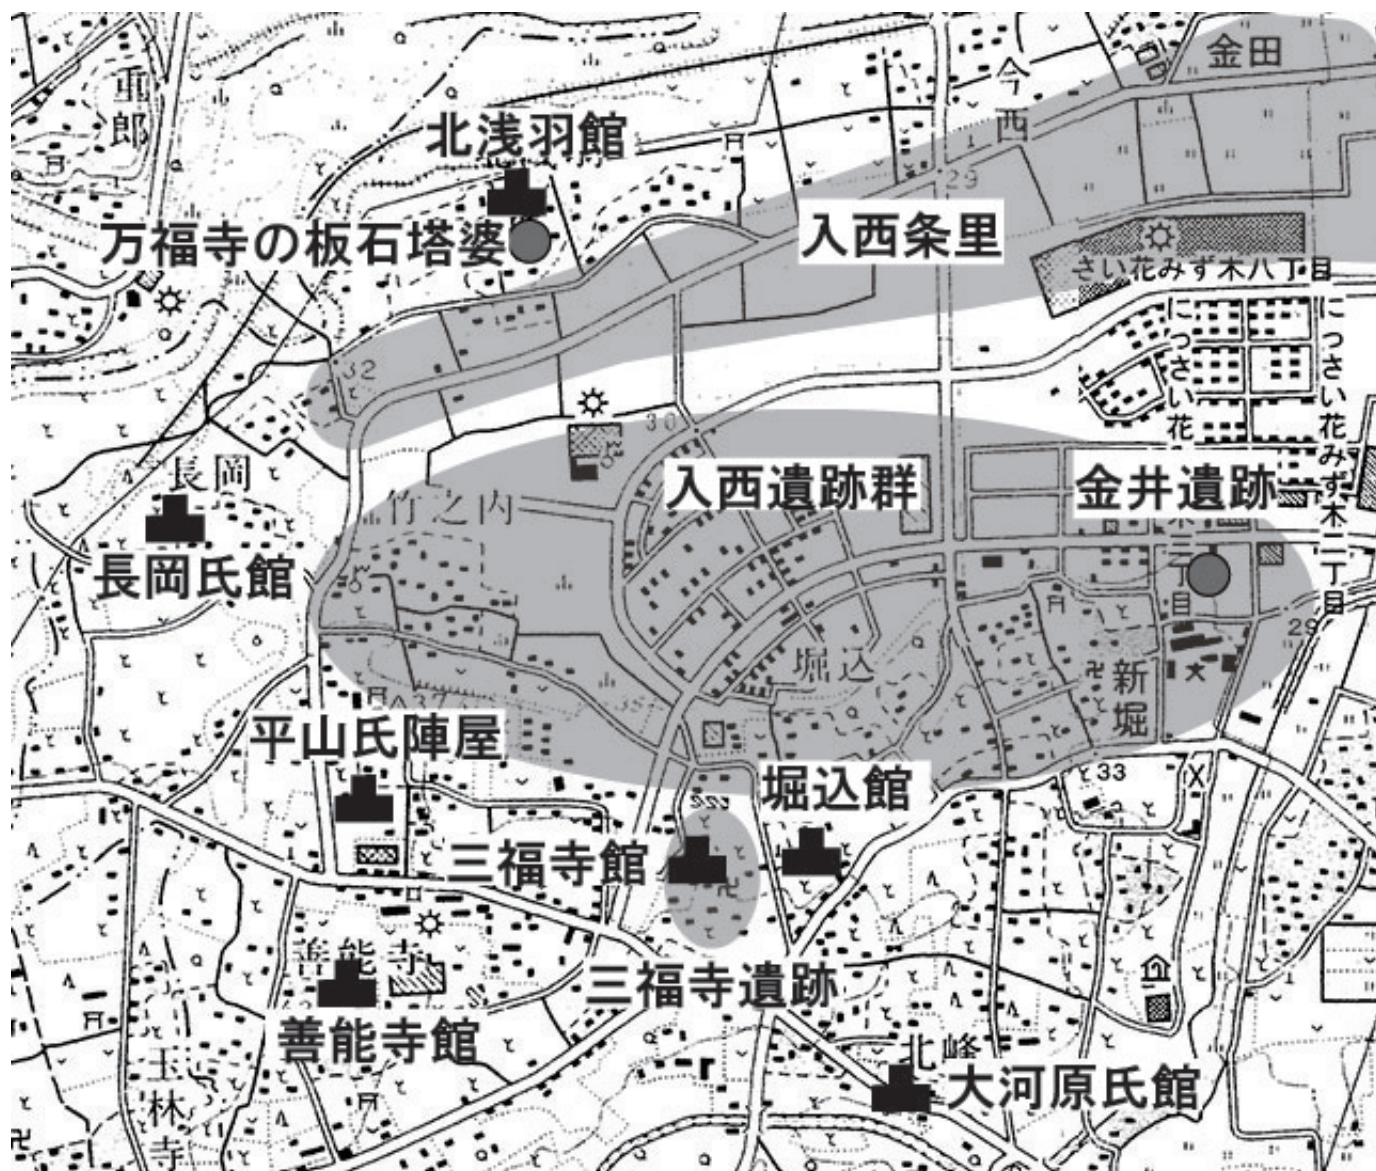 金田
重郎
今西
北浅羽館
29
万福寺の板石塔婆
入西条里
さい花みず木八丁目
32
30
長岡
竹之内
入西遺跡群
金井遺跡
にっさい花
木三丁目
にっさい花みず木二丁目
長岡氏館
29
堀込
新堀
平山氏陣屋
33
堀込館
三福寺館
善能寺
三福寺遺跡
善能寺館
北峰
大河原氏館
玉林寺